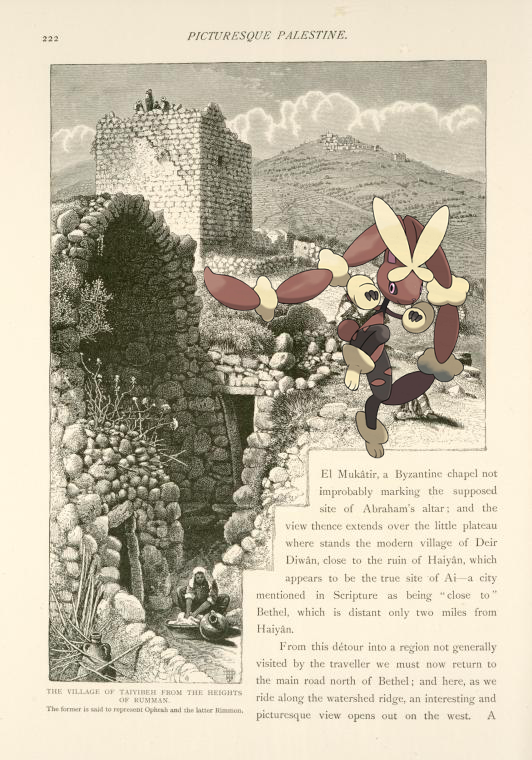 222
PICTURESQUE PALESTINE.
THE VILLAGE OF TAIYIBEH FROM THE HEIGHTS
OF RUMMAN.
The former is said to represent Ophrah and the latter Rimmon.
El Mukâtir, a Byzantine chapel not
improbably marking the supposed
site of Abraham's altar; and the
view thence extends over the little plateau
where stands the modern village of Deir
Diwân, close to the ruin of Haiyân, which
appears to be the true site of Ai—a city
mentioned in Scripture as being "close to"
Bethel, which is distant only two miles from
Haiyân.
From this détour into a region not generally
visited by the traveller we must now return to
the main road north of Bethel; and here, as we
ride along the watershed ridge, an interesting and
picturesque view opens out on the west. A